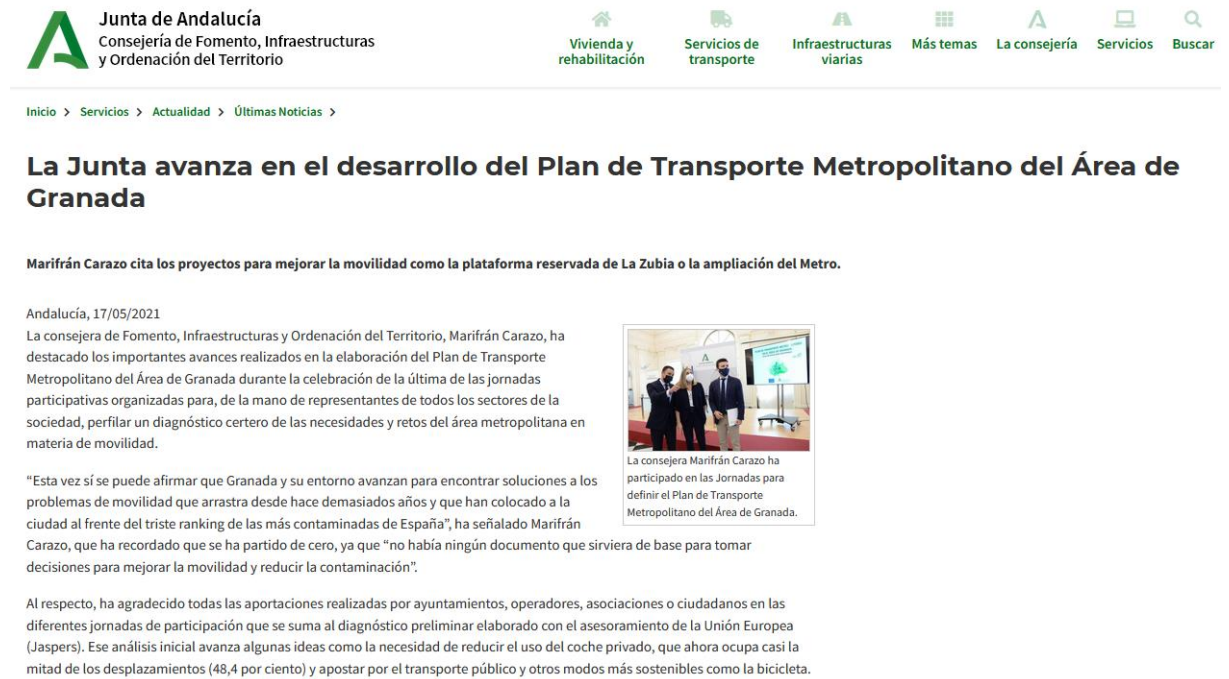 Junta de Andalucía
Consejería de Fomento, Infraestructuras
y Ordenación del Territorio
Vivienda y
rehabilitación
Servicios de
transporte
Infraestructuras
viarias
Más temas
La consejería
Servicios
Buscar
Inicio > Servicios > Actualidad > Últimas Noticias >
La Junta avanza en el desarrollo del Plan de Transporte Metropolitano del Área de
Granada
Marifrán Carazo cita los proyectos para mejorar la movilidad como la plataforma reservada de La Zubia o la ampliación del Metro.
Andalucía, 17/05/2021
La consejera de Fomento, Infraestructuras y Ordenación del Territorio, Marifrán Carazo, ha
destacado los importantes avances realizados en la elaboración del Plan de Transporte
Metropolitano del Área de Granada durante la celebración de la última de las jornadas
participativas organizadas para, de la mano de representantes de todos los sectores de la
sociedad, perfilar un diagnóstico certero de las necesidades y retos del área metropolitana en
materia de movilidad.
La consejera Marifrán Carazo ha
participado en las Jornadas para
definir el Plan de Transporte
Metropolitano del Área de Granada.
“Esta vez sí se puede afirmar que Granada y su entorno avanzan para encontrar soluciones a los
problemas de movilidad que arrastra desde hace demasiados años y que han colocado a la
ciudad al frente del triste ranking de las más contaminadas de España”, ha señalado Marifrán
Carazo, que ha recordado que se ha partido de cero, ya que “no había ningún documento que sirviera de base para tomar
decisiones para mejorar la movilidad y reducir la contaminación”.
Al respecto, ha agradecido todas las aportaciones realizadas por ayuntamientos, operadores, asociaciones o ciudadanos en las
diferentes jornadas de participación que se suma al diagnóstico preliminar elaborado con el asesoramiento de la Unión Europea
(Jaspers). Ese análisis inicial avanza algunas ideas como la necesidad de reducir el uso del coche privado, que ahora ocupa casi la
mitad de los desplazamientos (48,4 por ciento) y apostar por el transporte público y otros modos más sostenibles como la bicicleta.